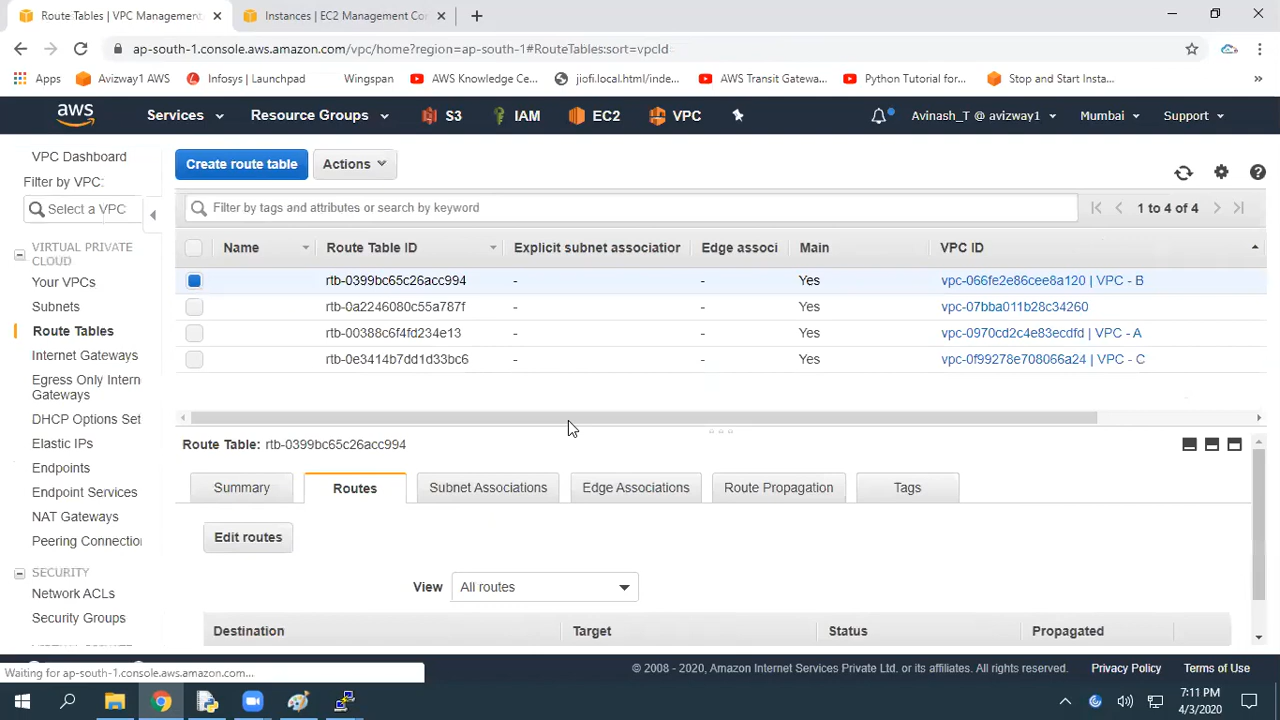 Route Tables | VPC Management
Instances | EC2 Management Con
ap-south-1.console.aws.amazon.com/vpc/home?region=ap-south-1#RouteTables:sort=vpcId
Apps
Avizway1 AWS
Infosys | Launchpad
Wingspan
AWS Knowledge Ce...
jiofi.local.html/inde...
AWS Transit Gatewa...
Python Tutorial for...
Stop and Start Insta...
»
aws
Services
Resource Groups
S3
IAM
EC2
VPC
Avinash_T @ avizway1
Mumbai
Support
VPC Dashboard
Filter by VPC:
Select a VPC
VIRTUAL PRIVATE
CLOUD
Your VPCs
Subnets
Route Tables
Internet Gateways
Egress Only Intern
Gateways
DHCP Options Set
Elastic IPs
Endpoints
Endpoint Services
NAT Gateways
Peering Connectio
SECURITY
Network ACLs
Security Groups
Create route table
Actions
Filter by tags and attributes or search by keyword
1 to 4 of 4
Name Route Table ID Explicit subnet association Edge associ Main VPC ID
rtb-0399bc65c26acc994 - - Yes vpc-066fe2e86cee8a120 | VPC - B
rtb-0a2246080c55a787f - - Yes vpc-07bba011b28c34260
rtb-00388c6f4fd234e13 - - Yes vpc-0970cd2c4e83ecdfd | VPC - A
rtb-0e3414b7dd1d33bc6 - - Yes vpc-0f99278e708066a24 | VPC - C
Route Table: rtb-0399bc65c26acc994
Summary
Routes
Subnet Associations
Edge Associations
Route Propagation
Tags
Edit routes
View All routes
Destination Target Status Propagated
Waiting for ap-south-1.console.aws.amazon.com...
© 2008 - 2020, Amazon Internet Services Private Ltd. or its affiliates. All rights reserved.
Privacy Policy
Terms of Use
7:11 PM
4/3/2020